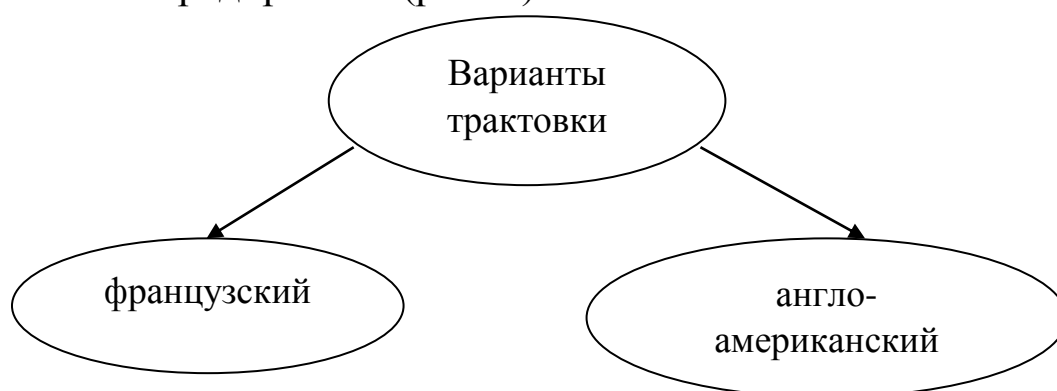 Варианты
трактовки
французский
англо-
американский